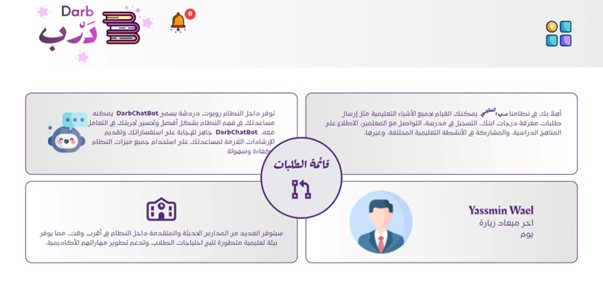 Darb
دَرّب
0
أهلاً بك في نظامنا درب التعليمي يمكنك القيام بجميع الأشياء التعليمية مثل إرسال
طلبات معرفة درجات ابنك، التسجيل في مدرسة، التواصل مع المعلمين، الاطلاع على
المناهج الدراسية، والمشاركة في الأنشطة التعليمية المختلفة، وغيرها.
توفر داخل النظام روبوت دردشة يسمى DarbChatBot يمكنه
مساعدتك في فهم النظام بشكل أفضل وتحسين تجربتك في التعامل
معه. DarbChatBot جاهز للإجابة على استفساراتك وتقديم
الإرشادات اللازمة لمساعدتك على استخدام جميع ميزات النظام
بكفاءة وسهولة
قائمة الطلبات
Yassmin Wael
اخر ميعاد زيارة
يوم
سيتوفر العديد من المدارس الحديثة والمتقدمة داخل النظام في أقرب وقت، مما يوفر
بيئة تعليمية متطورة تلبي احتياجات الطلاب وتدعم تطوير مهاراتهم الأكاديمية.